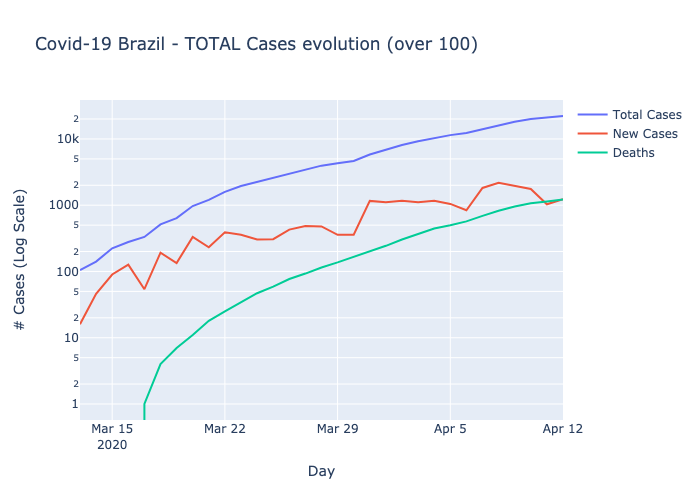 Covid-19 Brazil - TOTAL Cases evolution (over 100)
Total Cases
New Cases
Deaths
2
10k
5
2
1000
5
2
100
5
2
10
5
2
1
# Cases (Log Scale)
Mar 15 Mar 22 Mar 29 Apr 5 Apr 12
2020
Day